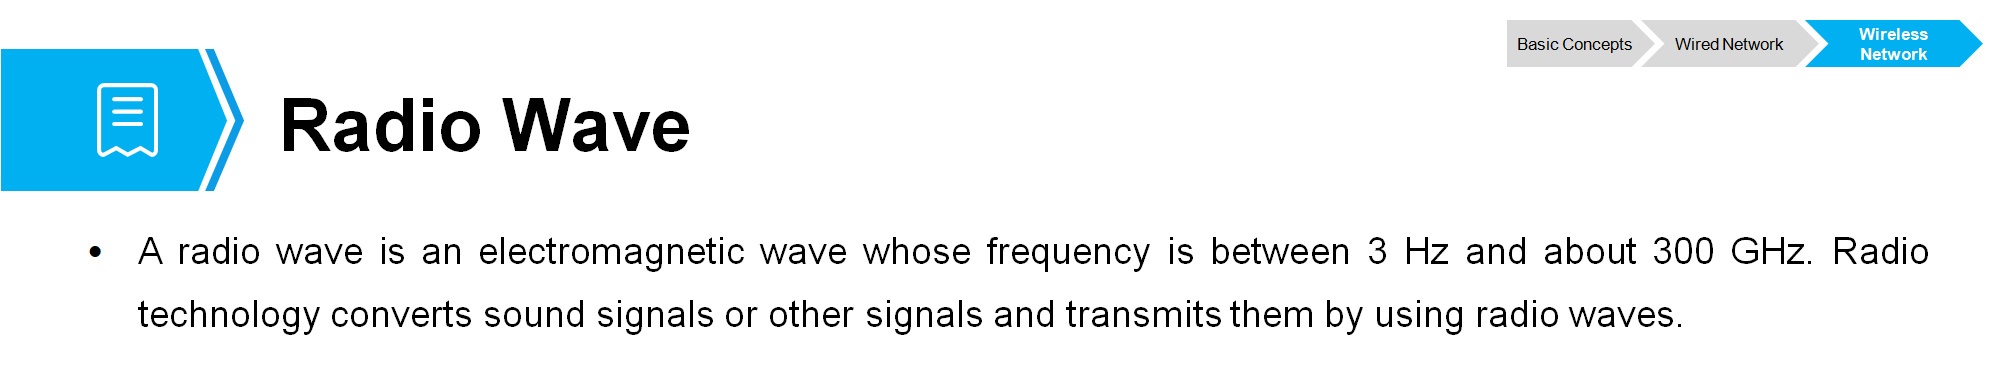 Basic Concepts
Wired Network
Wireless
Network
Radio Wave
• A radio wave is an electromagnetic wave whose frequency is between 3 Hz and about 300 GHz. Radio
technology converts sound signals or other signals and transmits them by using radio waves.